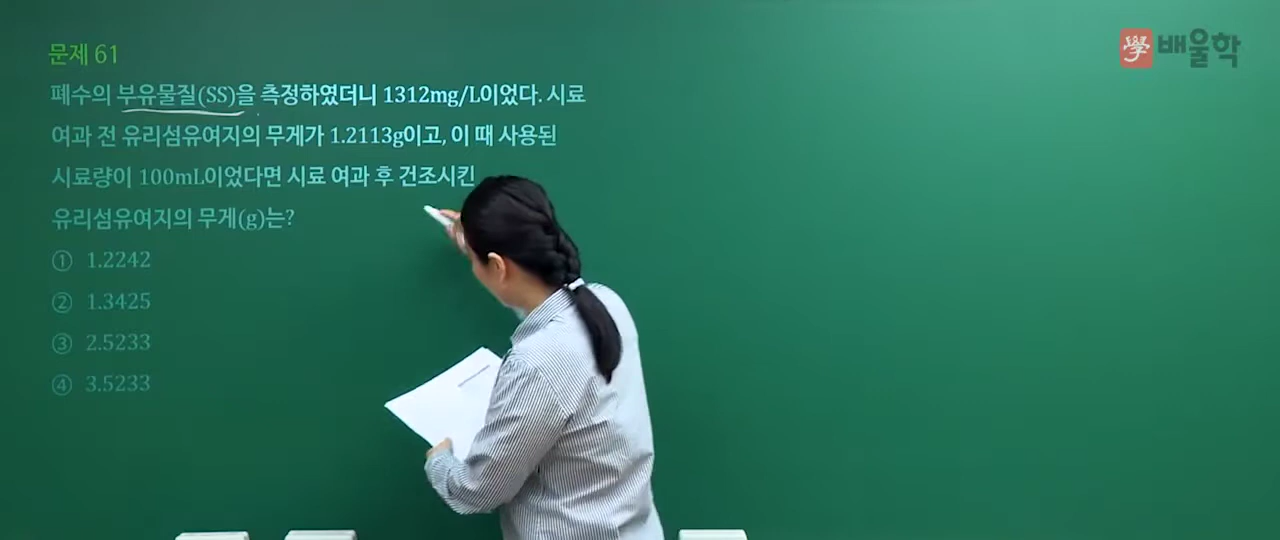 문제 61
學 배울학
폐수의 부유물질(SS)을 측정하였더니 1312mg/L이었다. 시료
여과 전 유리섬유여지의 무게가 1.2113g이고, 이 때 사용된
시료량이 100mL이었다면 시료 여과 후 건조시킨
유리섬유여지의 무게(g)는?
① 1.2242
② 1.3425
③ 2.5233
④ 3.5233